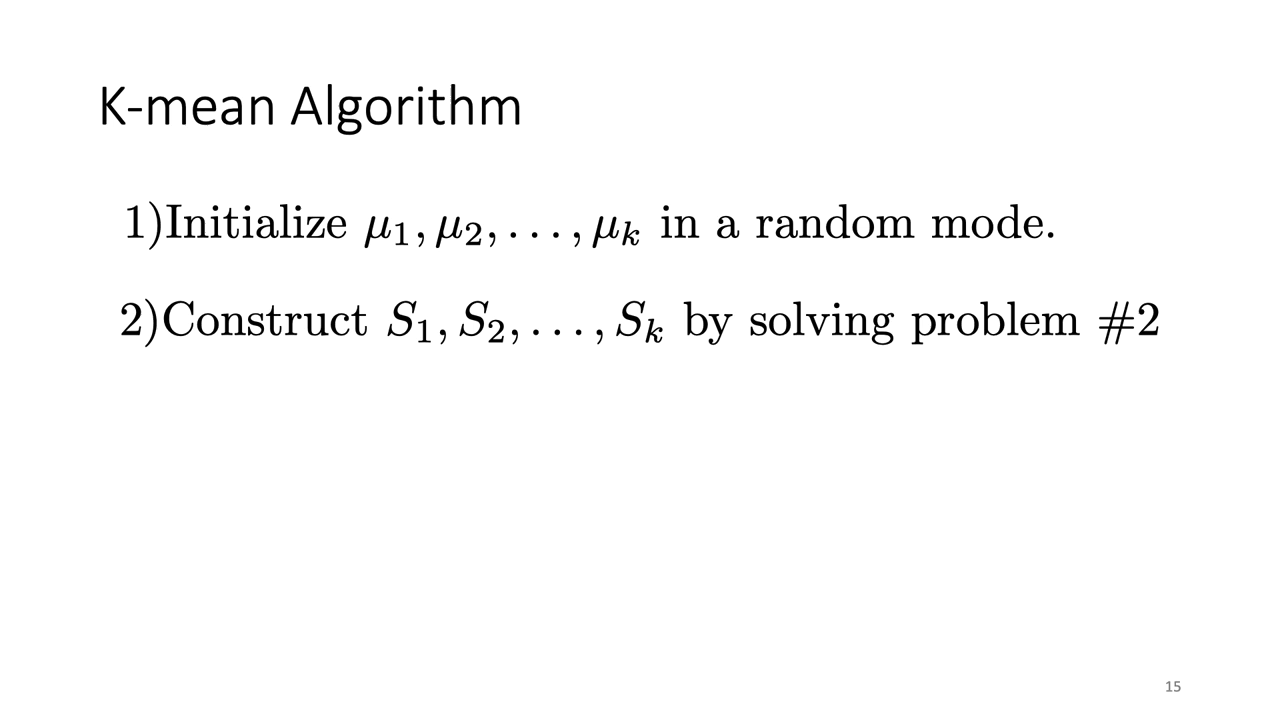 K-mean Algorithm
1)Initialize μ₁, μ₂, . . . , μₖ in a random mode.
2)Construct S₁, S₂, . . . , Sₖ by solving problem #2
15